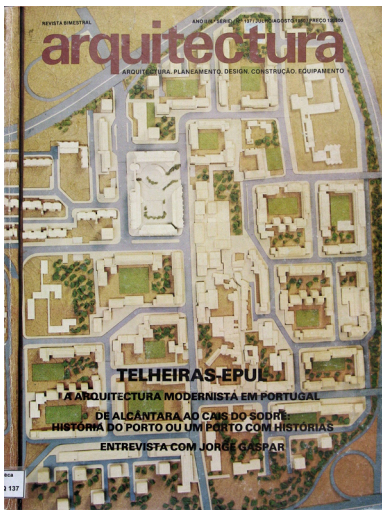 REVISTA BIMESTRAL
arquitectura
ARQUITECTURA, PLANEAMENTO, DESIGN, CONSTRUÇÃO, EQUIPAMENTO
TELHEIRAS-EPUL
A ARQUITECTURA MODERNISTA EM PORTUGAL
DE ALCÂNTARA AO CAIS DO SODRÉ:
HISTÓRIA DO PORTO OU UM PORTO COM HISTÓRIAS
ENTREVISTA COM JORGE GASPAR
137